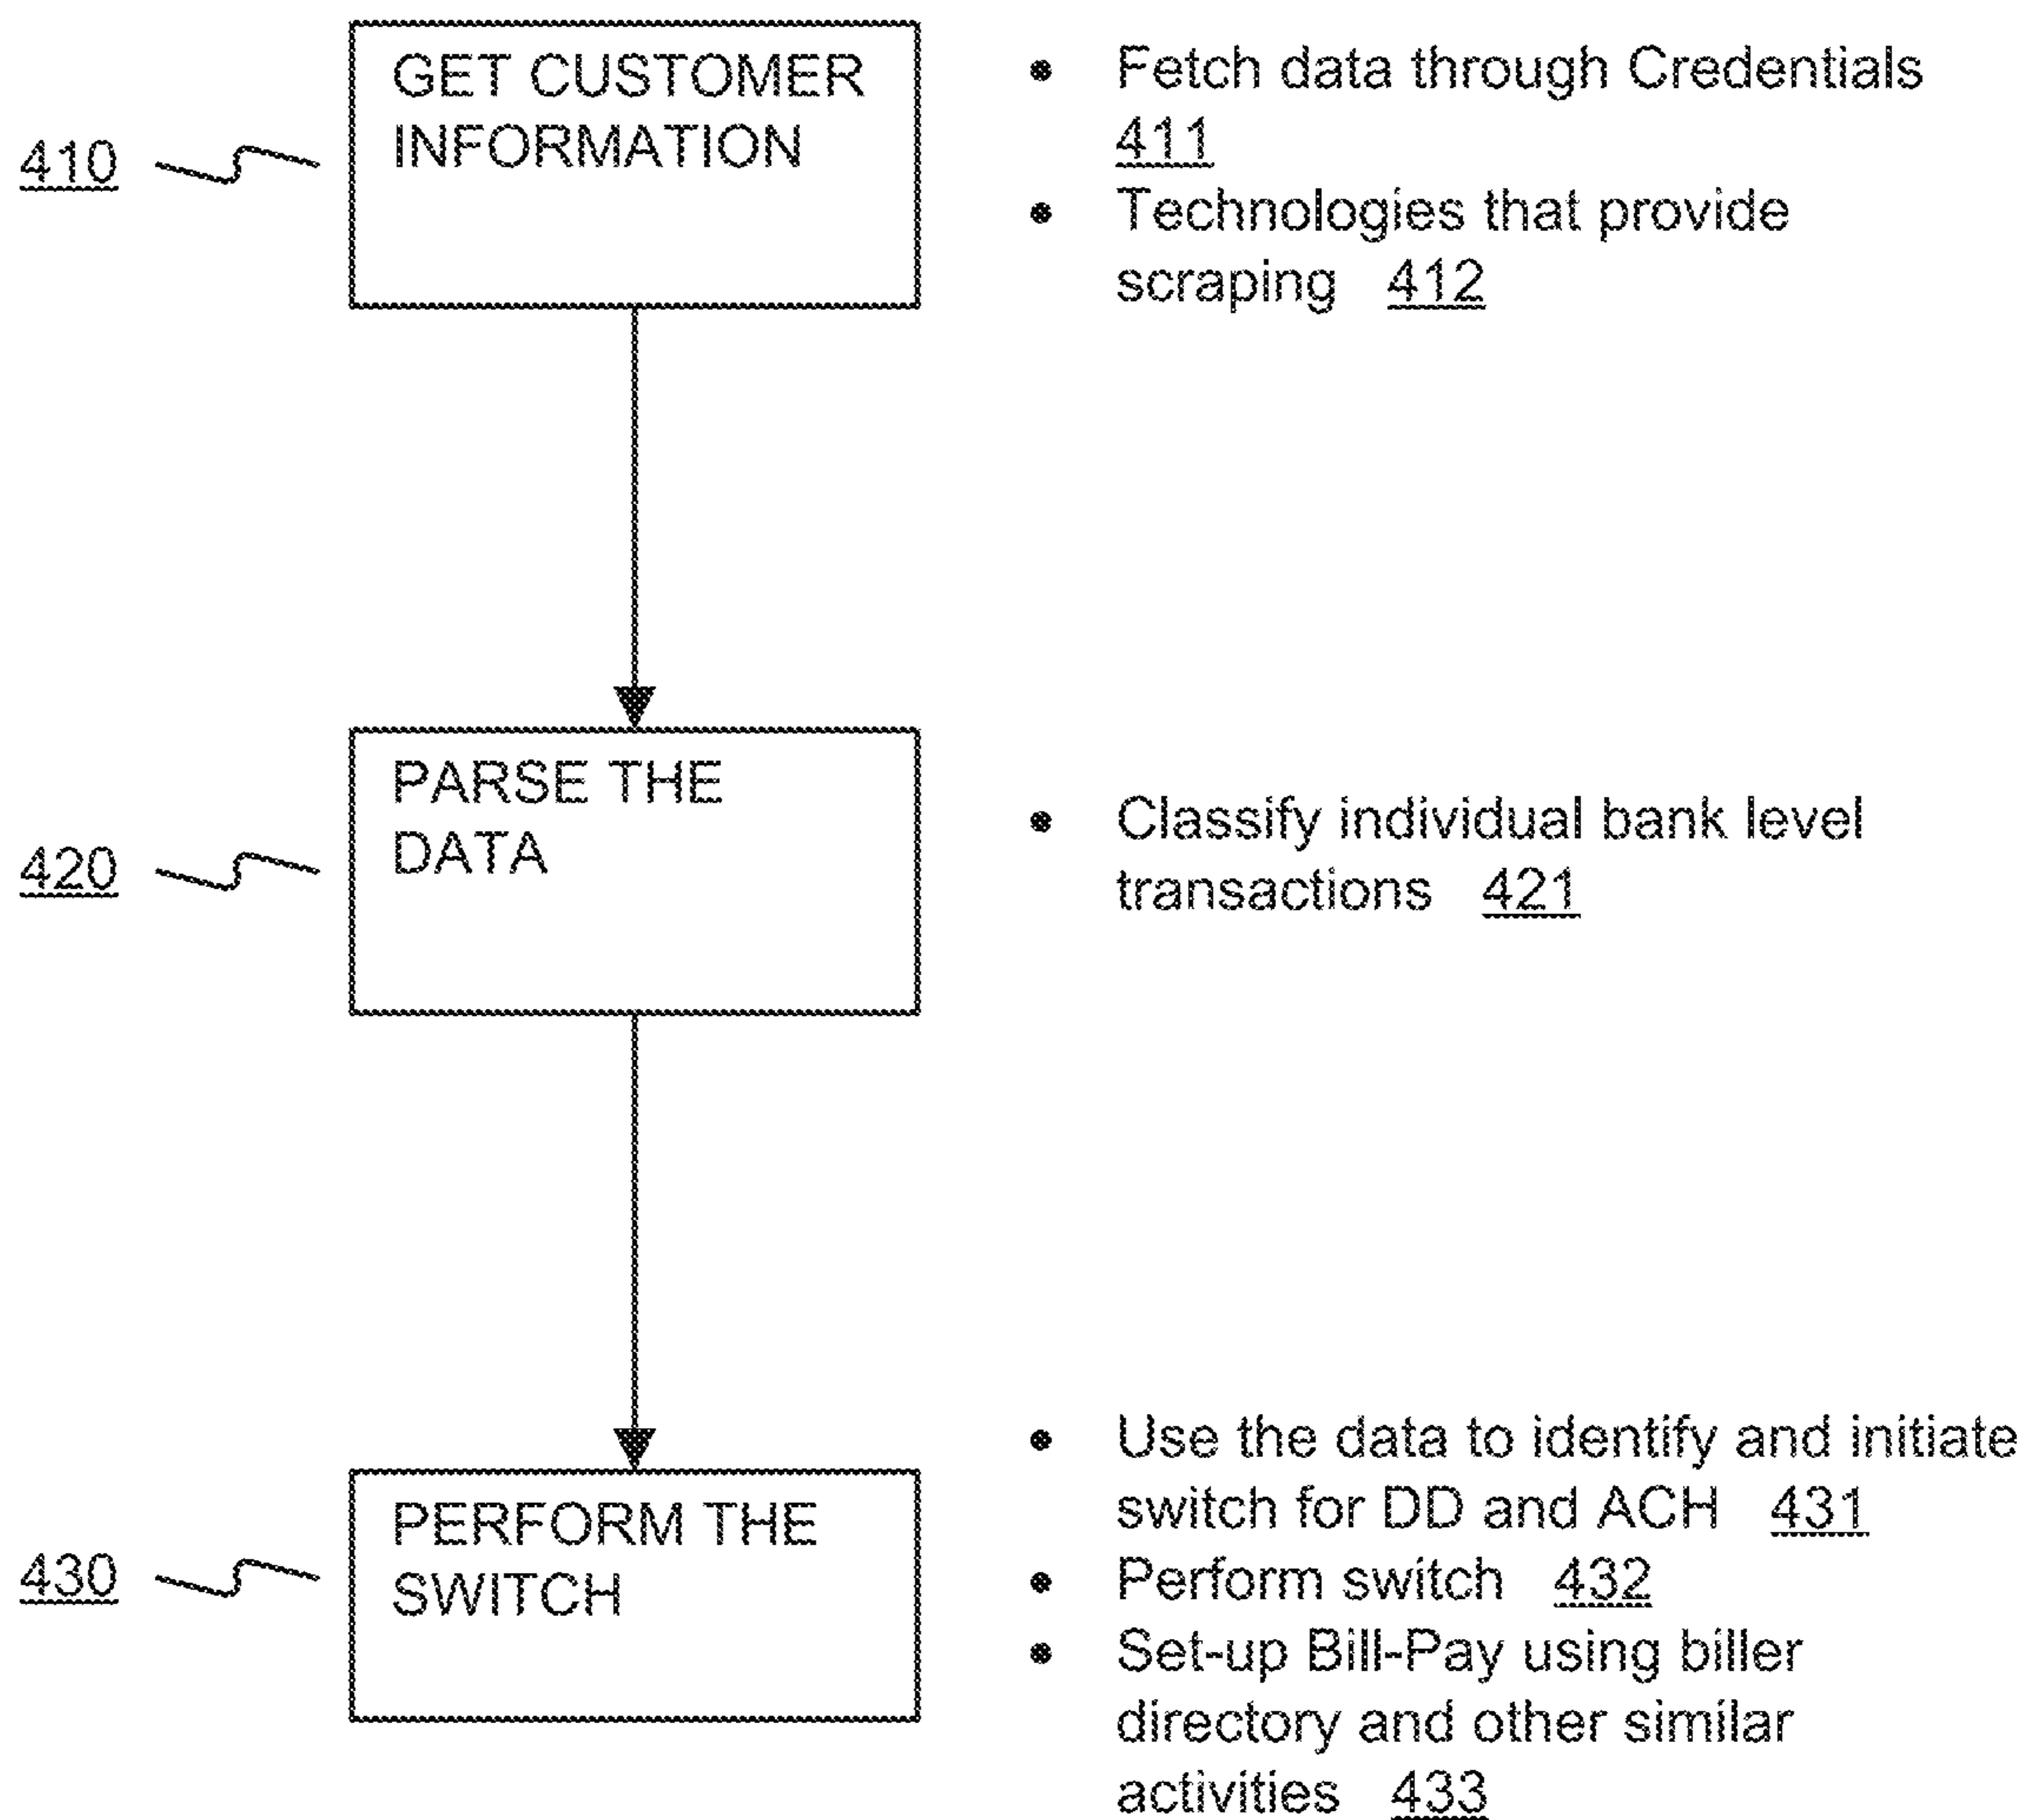 GET CUSTOMER
INFORMATION
410
• Fetch data through Credentials
411
• Technologies that provide
scraping 412
PARSE THE
DATA
420
• Classify individual bank level
transactions 421
PERFORM THE
SWITCH
430
• Use the data to identify and initiate
switch for DD and ACH 431
• Perform switch 432
• Set-up Bill-Pay using biller
directory and other similar
activities 433